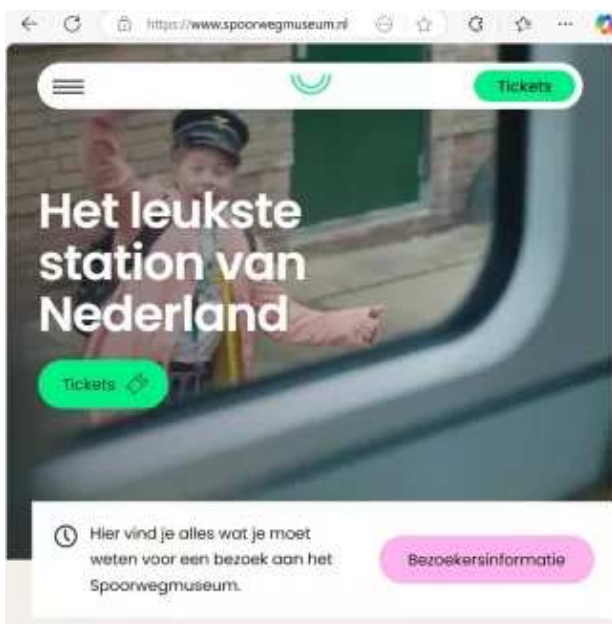 https://www.spoorwegmuseum.nl
Tickets
Het leukste
station van
Nederland
Tickets
Hier vind je alles wat je moet
weten voor een bezoek aan het
Spoorwegmuseum.
Bezoekersinformatie